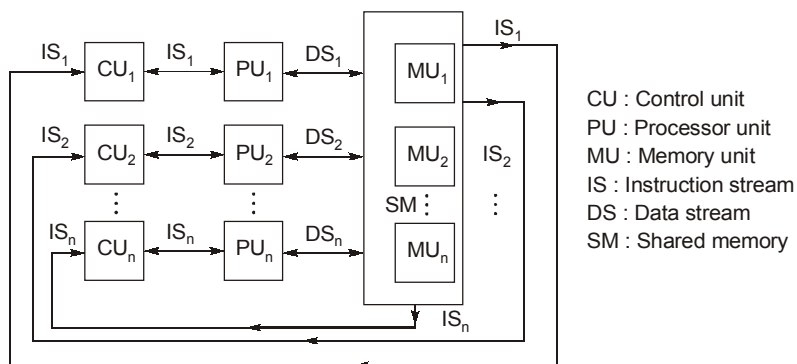 IS₁ IS₁ IS₁ DS₁ IS₁
CU₁ PU₁ MU₁
IS₂ IS₂ DS₂ IS₂
CU₂ PU₂ MU₂
SM
ISₙ ISₙ DSₙ
CUₙ PUₙ MUₙ
ISₙ
CU : Control unit
PU : Processor unit
MU : Memory unit
IS : Instruction stream
DS : Data stream
SM : Shared memory